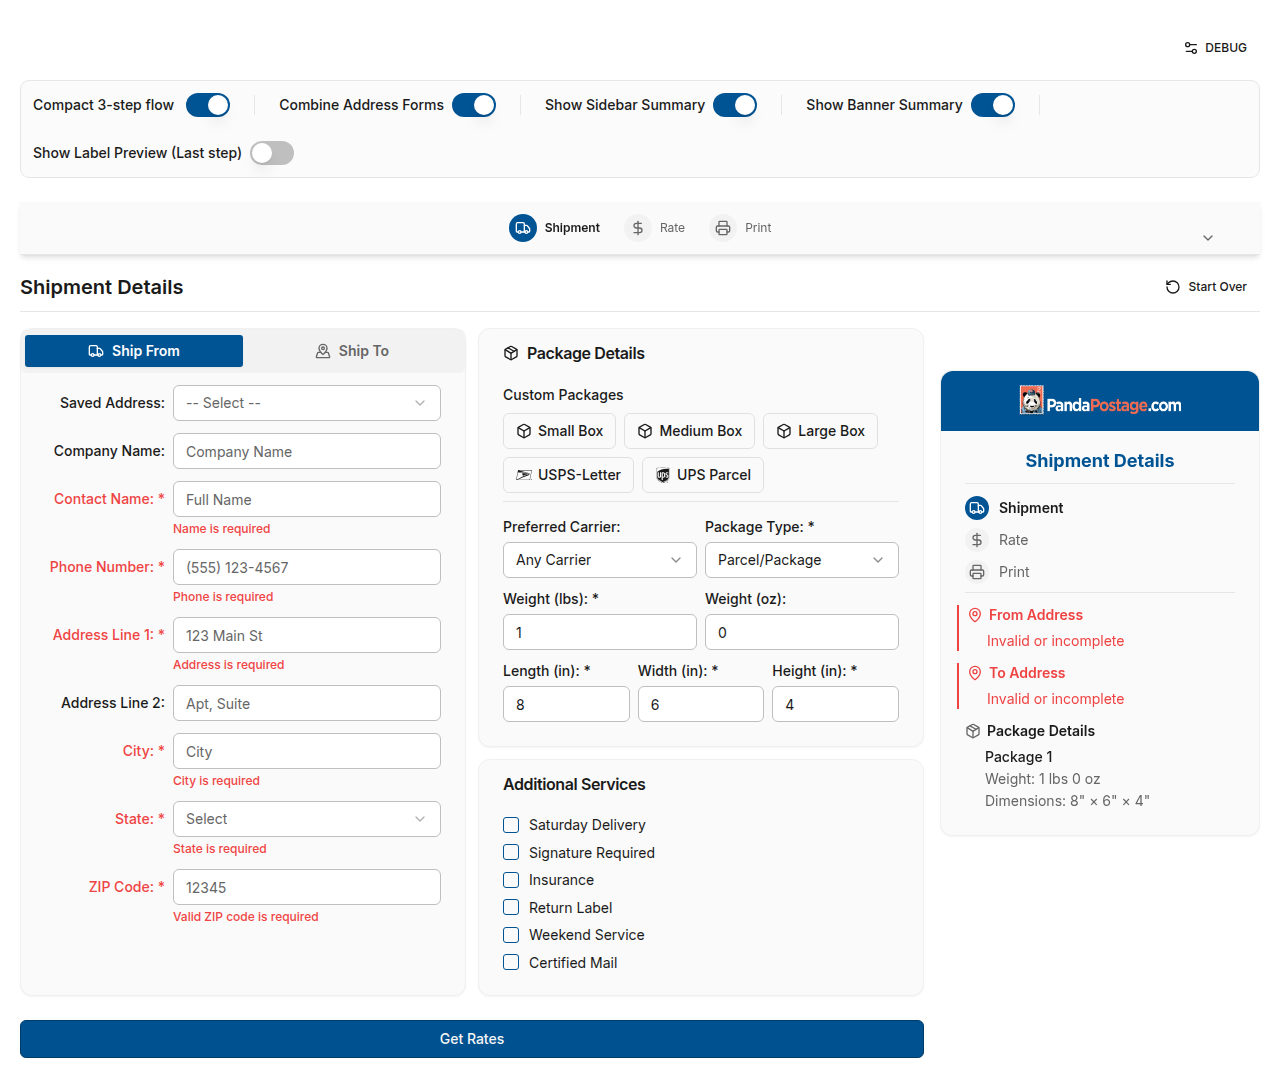 DEBUG
Compact 3-step flow
Combine Address Forms
Show Sidebar Summary
Show Banner Summary
Show Label Preview (Last step)
Shipment
Rate
Print
Shipment Details
Start Over
Ship From
Ship To
Saved Address: -- Select --
Company Name: Company Name
Contact Name: * Full Name
Name is required
Phone Number: * (555) 123-4567
Phone is required
Address Line 1: * 123 Main St
Address is required
Address Line 2: Apt, Suite
City: * City
City is required
State: * Select
State is required
ZIP Code: * 12345
Valid ZIP code is required
Package Details
Custom Packages
Small Box
Medium Box
Large Box
USPS-Letter
UPS Parcel
Preferred Carrier: Package Type: *
Any Carrier Parcel/Package
Weight (lbs): * Weight (oz):
1 0
Length (in): * Width (in): * Height (in): *
8 6 4
Additional Services
Saturday Delivery
Signature Required
Insurance
Return Label
Weekend Service
Certified Mail
Get Rates
PandaPostage.com
Shipment Details
Shipment
Rate
Print
From Address
Invalid or incomplete
To Address
Invalid or incomplete
Package Details
Package 1
Weight: 1 lbs 0 oz
Dimensions: 8" × 6" × 4"